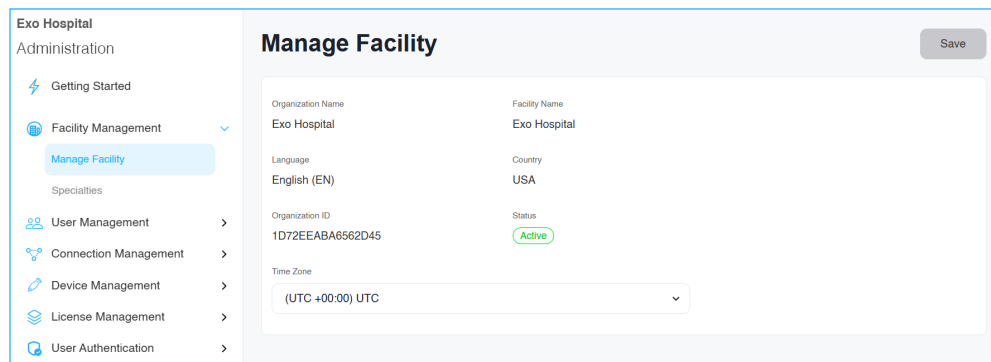 Exo Hospital
Administration
Getting Started
Facility Management
Manage Facility
Specialties
User Management
Connection Management
Device Management
License Management
User Authentication
Manage Facility
Save
Organization Name
Facility Name
Exo Hospital
Exo Hospital
Language
Country
English (EN)
USA
Organization ID
Status
1D72EEABA6562D45
Active
Time Zone
(UTC +00:00) UTC